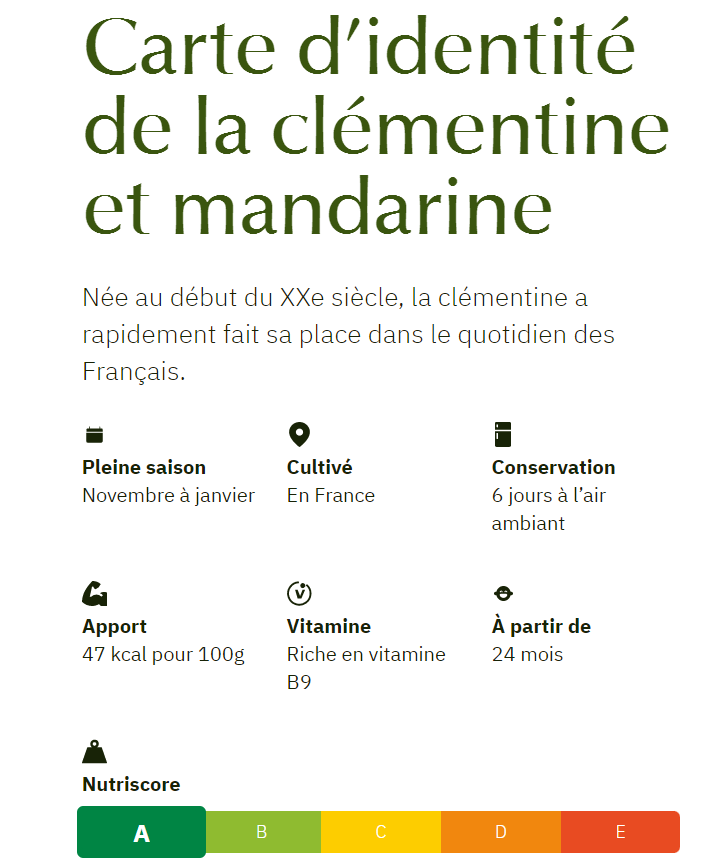 Carte d’identité
de la clémentine
et mandarine
Née au début du XXe siècle, la clémentine a
rapidement fait sa place dans le quotidien des
Français.
Pleine saison
Novembre à janvier
Cultivé
En France
Conservation
6 jours à l’air
ambiant
Apport
47 kcal pour 100g
Vitamine
Riche en vitamine
B9
À partir de
24 mois
Nutriscore
A B C D E